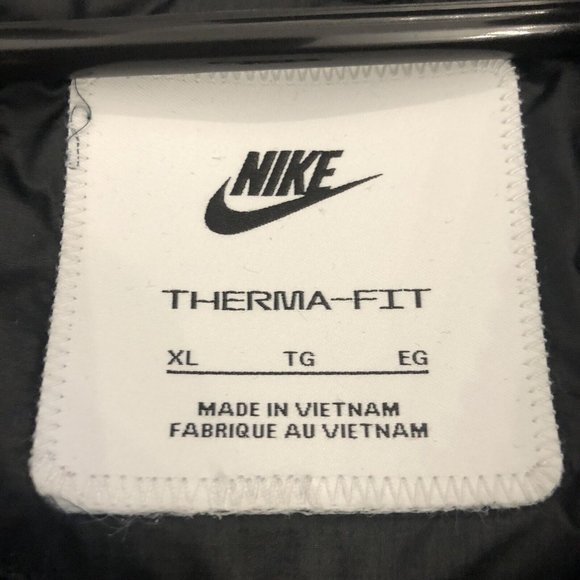 NIKE
THERMA-FIT
XL TG EG
MADE IN VIETNAM
FABRIQUE AU VIETNAM